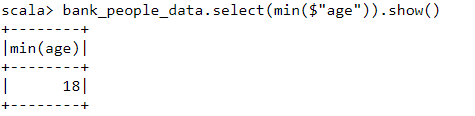 scala> bank_people_data.select(min($"age")).show()
+--------+
|min(age)|
+--------+
|      18|
+--------+